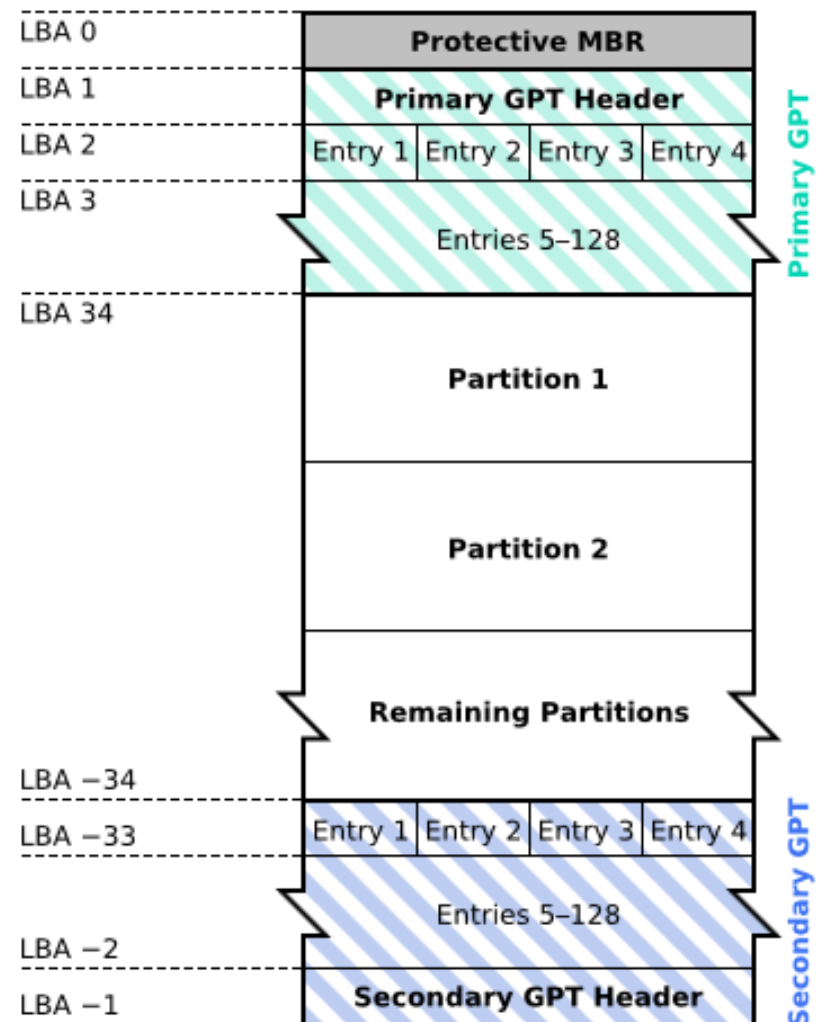 LBA 0
Protective MBR
LBA 1
Primary GPT Header
LBA 2
Entry 1 Entry 2 Entry 3 Entry 4
LBA 3
Entries 5–128
Primary GPT
LBA 34
Partition 1
Partition 2
Remaining Partitions
LBA −34
LBA −33
Entry 1 Entry 2 Entry 3 Entry 4
Entries 5–128
LBA −2
Secondary GPT Header
LBA −1
Secondary GPT